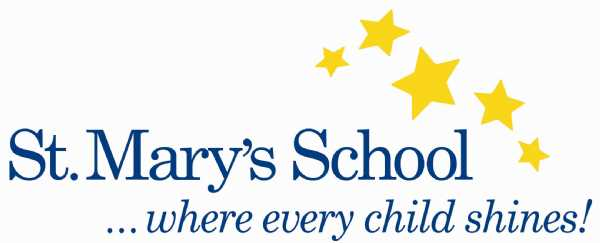 St. Mary's School
...where every child shines!